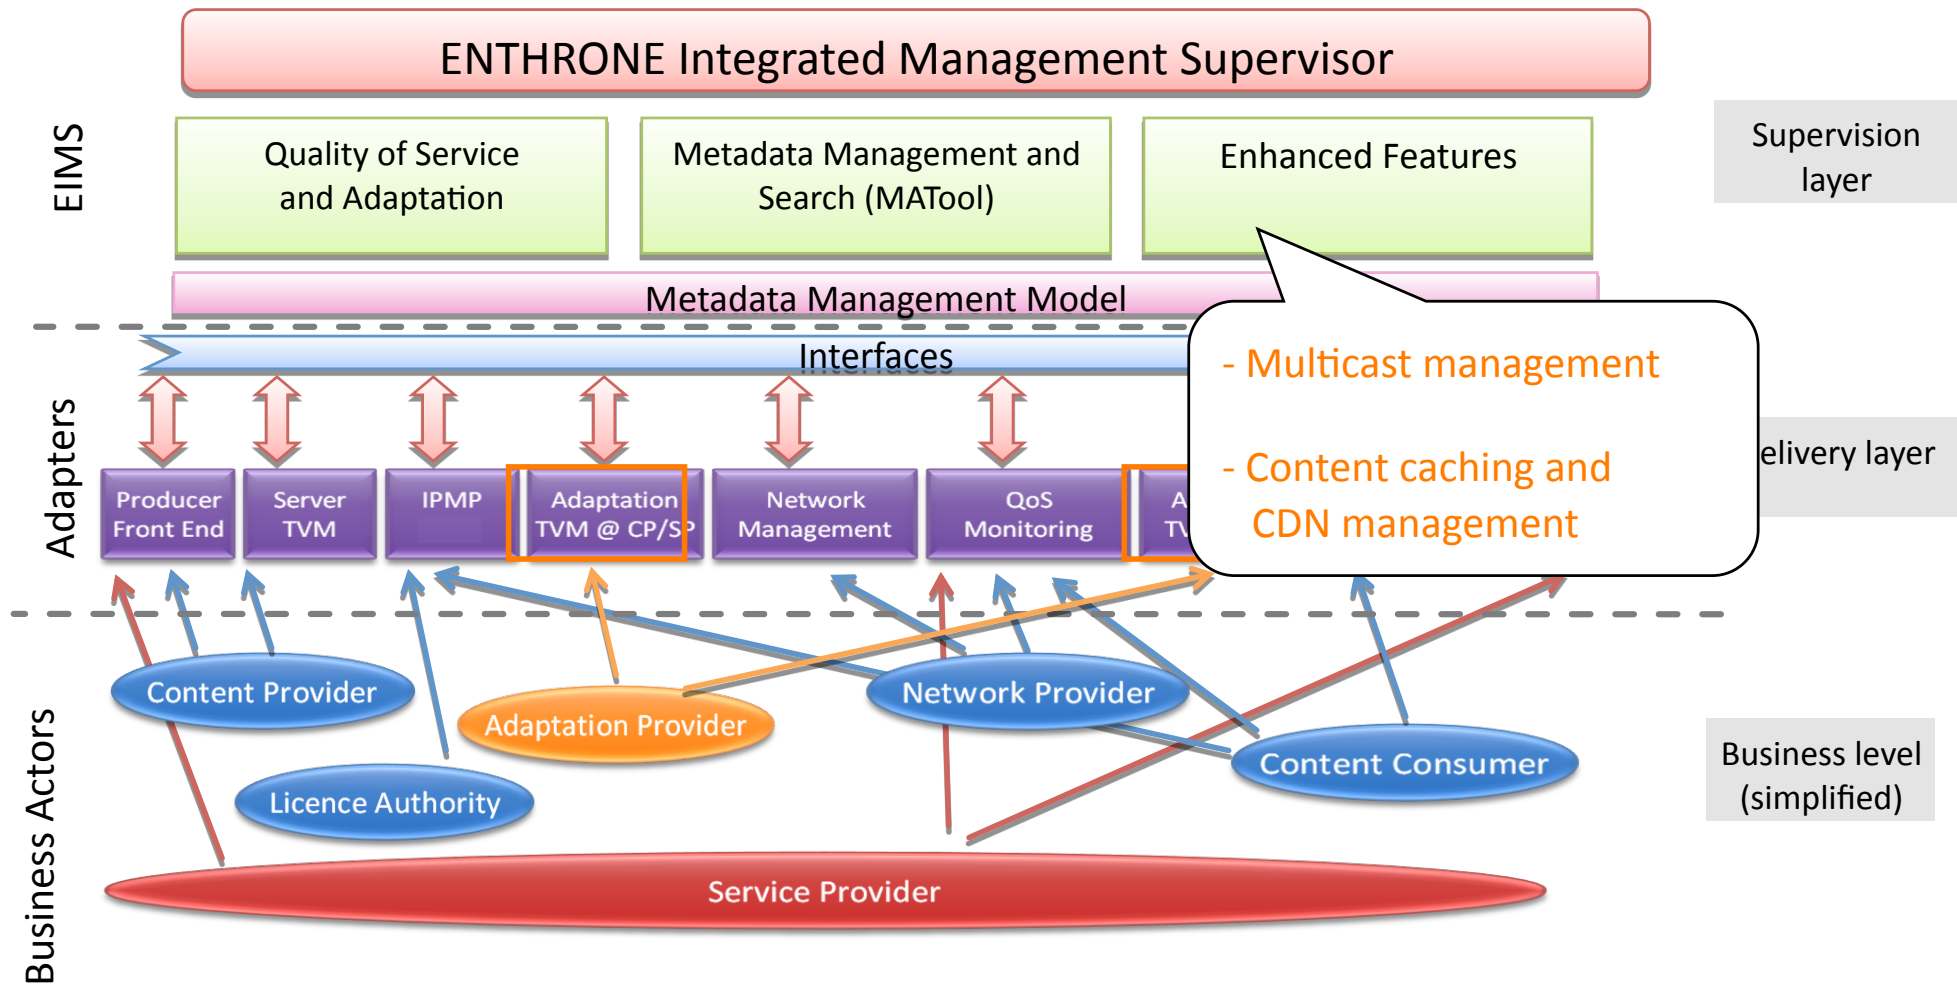 ENTHRONE Integrated Management Supervisor
EIMS
Quality of Service
and Adaptation
Metadata Management and
Search (MATool)
Enhanced Features
Supervision
layer
Metadata Management Model
Interfaces
- Multicast management
- Content caching and
CDN management
Adapters
elivery layer
Producer
Front End
Server
TVM
IPMP
Adaptation
TVM @ CP/SP
Network
Management
QoS
Monitoring
A
TV
Content Provider
Adaptation Provider
Network Provider
Content Consumer
Licence Authority
Service Provider
Business Actors
Business level
(simplified)